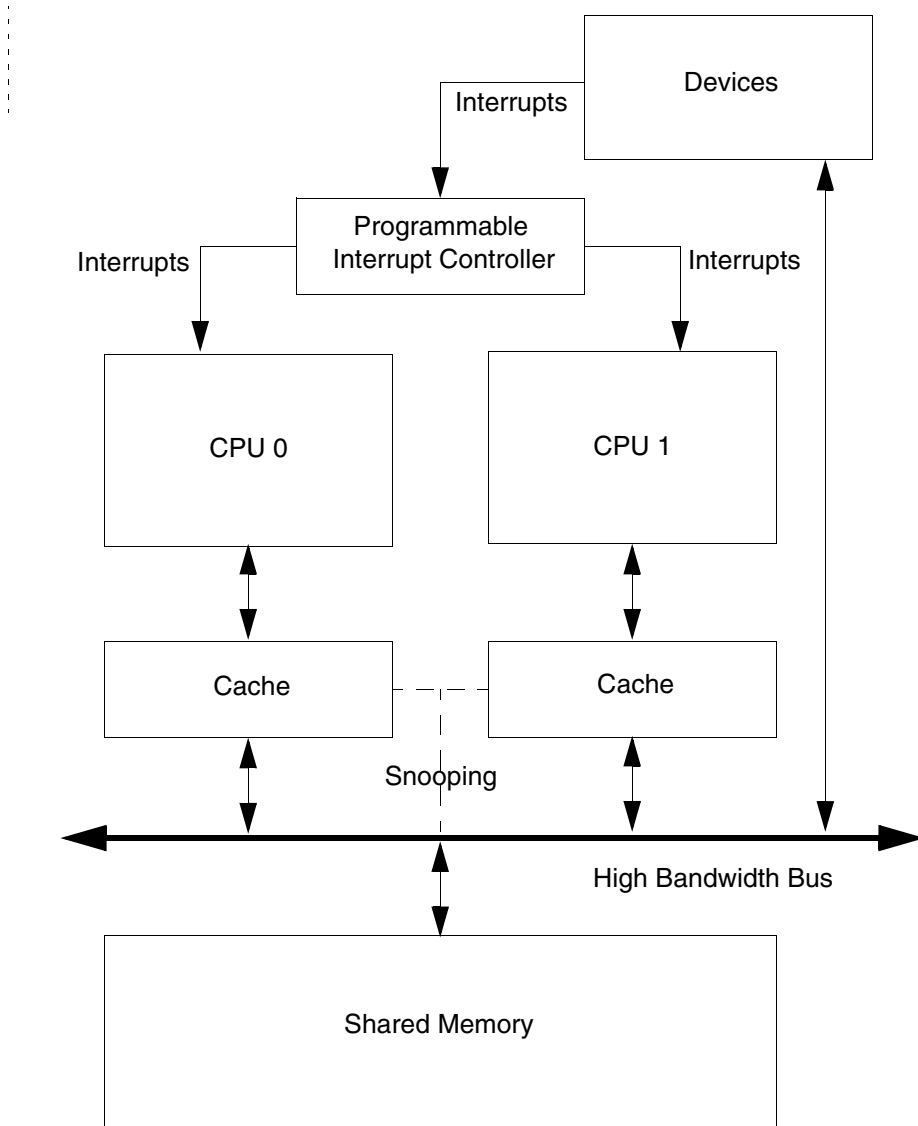 Devices
Interrupts
Programmable
Interrupt Controller
Interrupts
Interrupts
CPU 0
CPU 1
Cache
Cache
Snooping
High Bandwidth Bus
Shared Memory